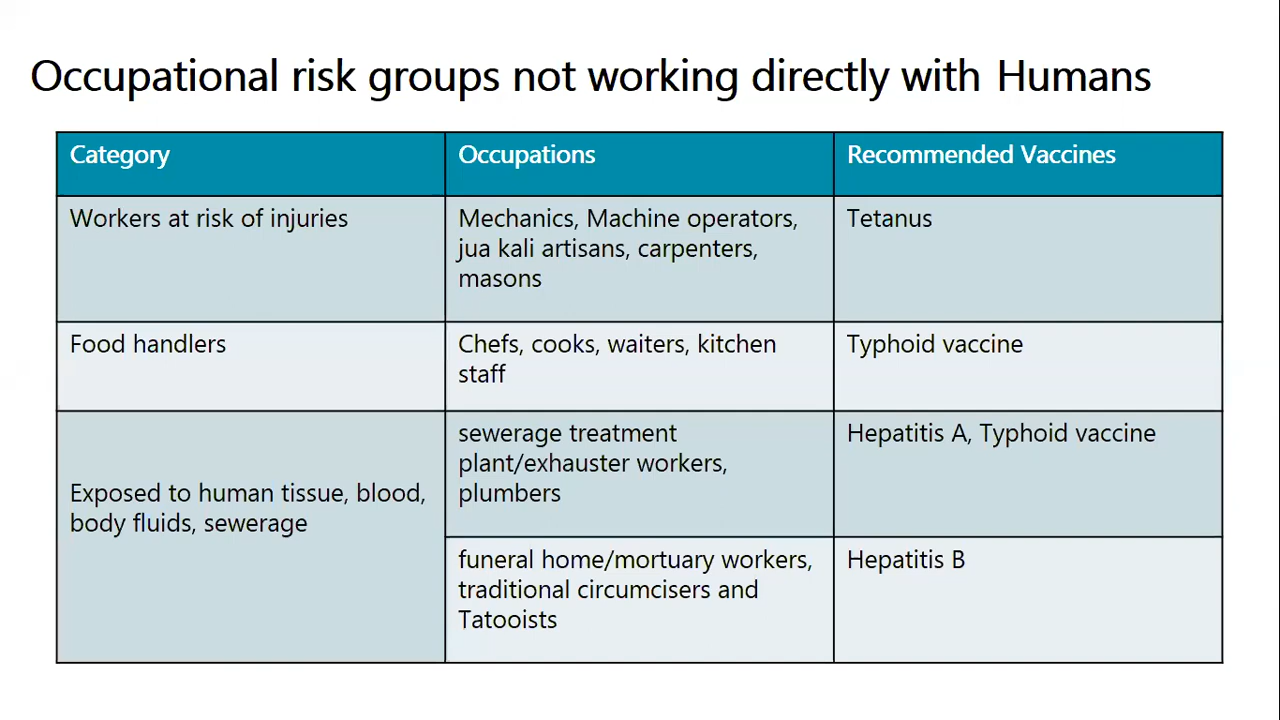 Occupational risk groups not working directly with Humans
Category
Occupations
Recommended Vaccines
Workers at risk of injuries
Mechanics, Machine operators,
jua kali artisans, carpenters,
masons
Tetanus
Food handlers
Chefs, cooks, waiters, kitchen
staff
Typhoid vaccine
Exposed to human tissue, blood,
body fluids, sewerage
sewerage treatment
plant/exhauster workers,
plumbers
Hepatitis A, Typhoid vaccine
funeral home/mortuary workers,
traditional circumcisers and
Tatooists
Hepatitis B